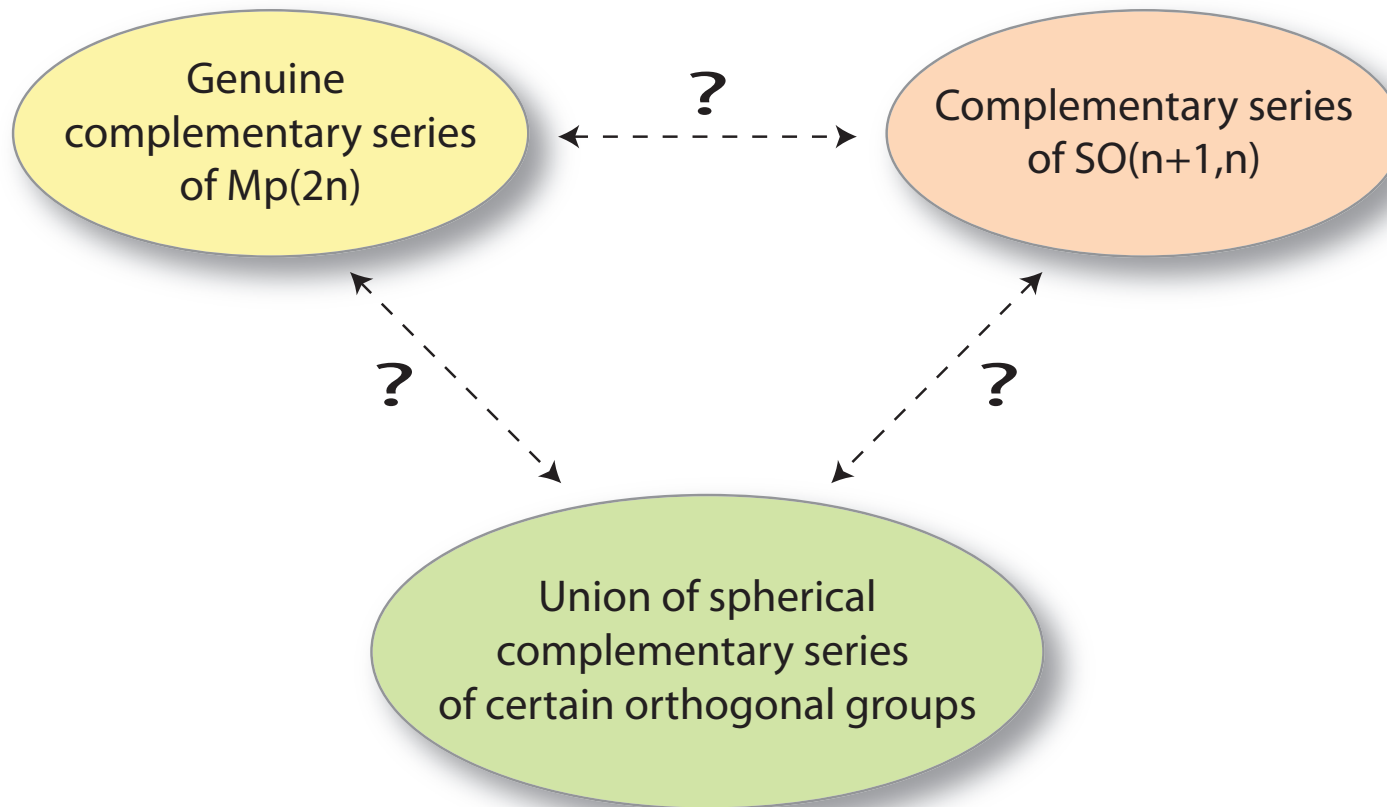 Genuine
complementary series
of Mp(2n)
?
Complementary series
of SO(n+1,n)
?
?
Union of spherical
complementary series
of certain orthogonal groups